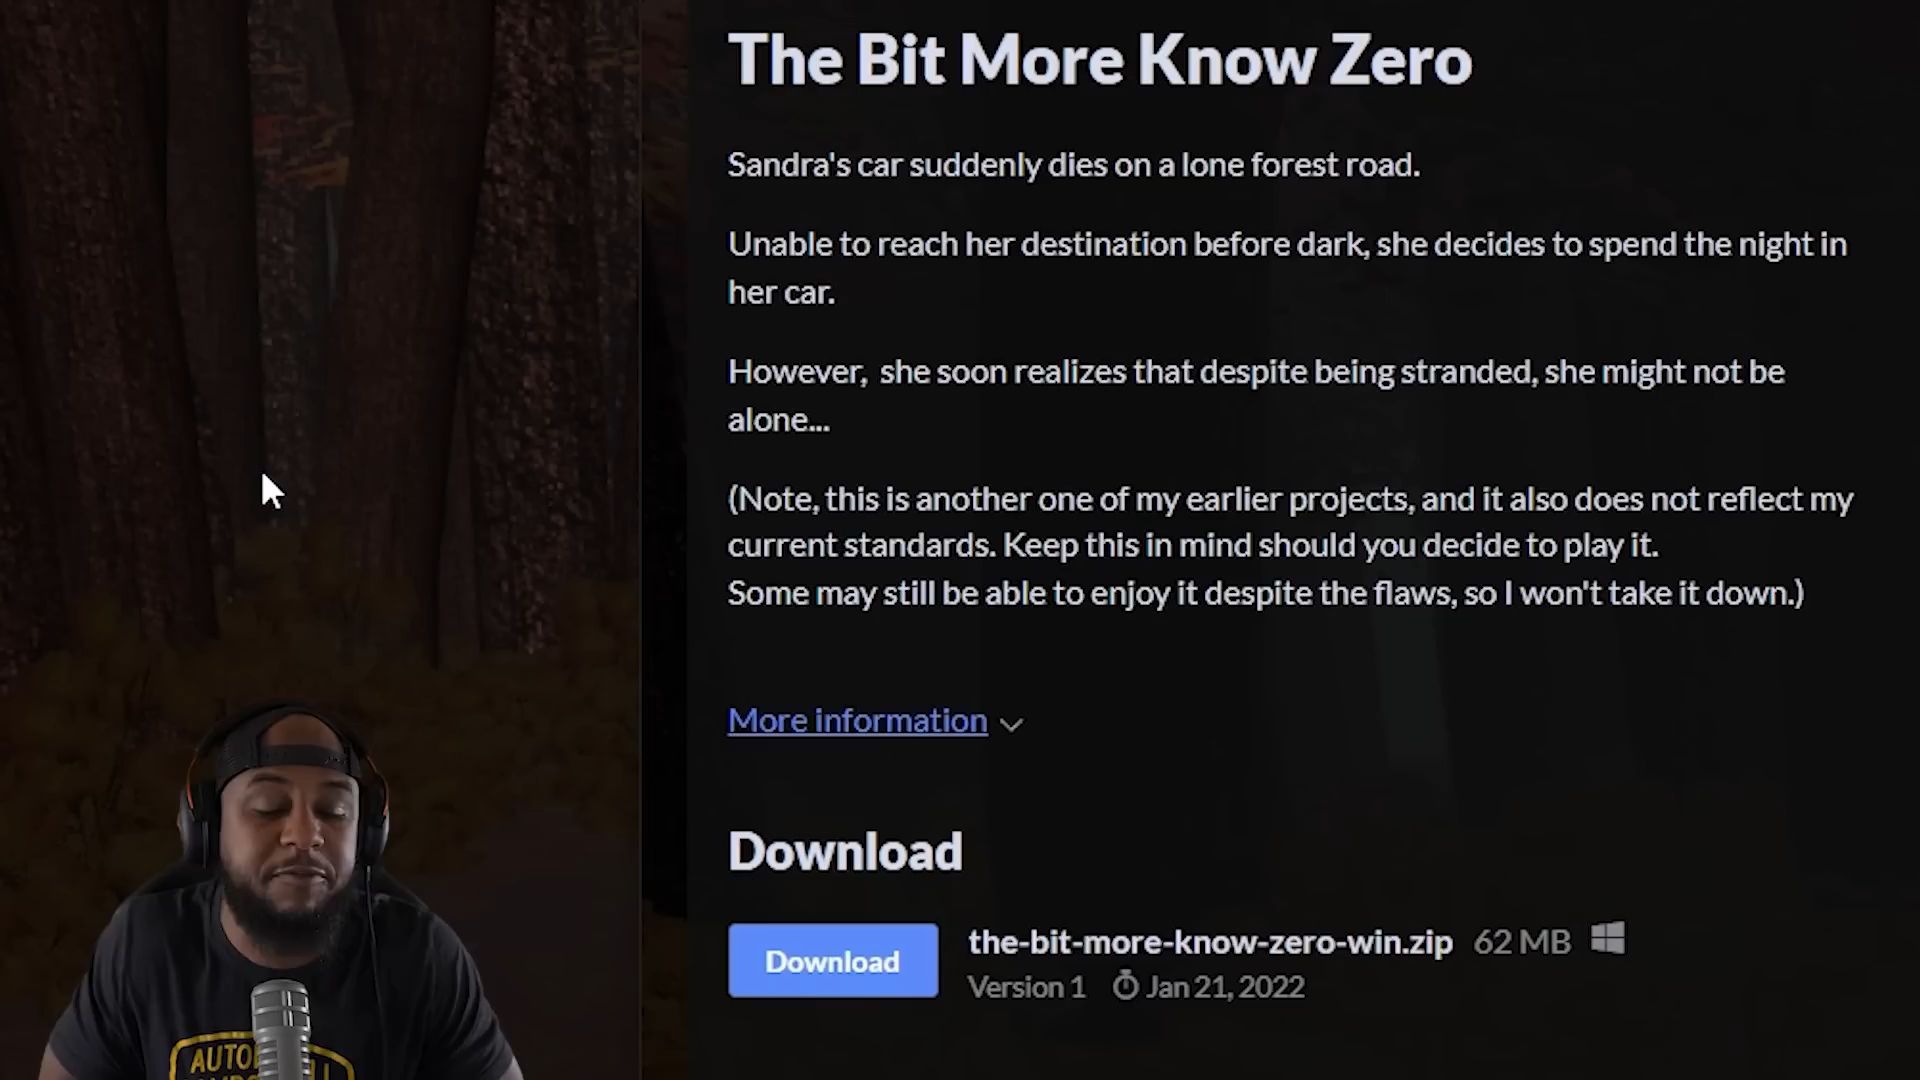 The Bit More Know Zero
Sandra's car suddenly dies on a lone forest road.
Unable to reach her destination before dark, she decides to spend the night in
her car.
However,  she soon realizes that despite being stranded, she might not be
alone...
(Note, this is another one of my earlier projects, and it also does not reflect my
current standards. Keep this in mind should you decide to play it.
Some may still be able to enjoy it despite the flaws, so I won't take it down.)
More information
Download
Download
the-bit-more-know-zero-win.zip 62 MB
Version 1 Jan 21, 2022